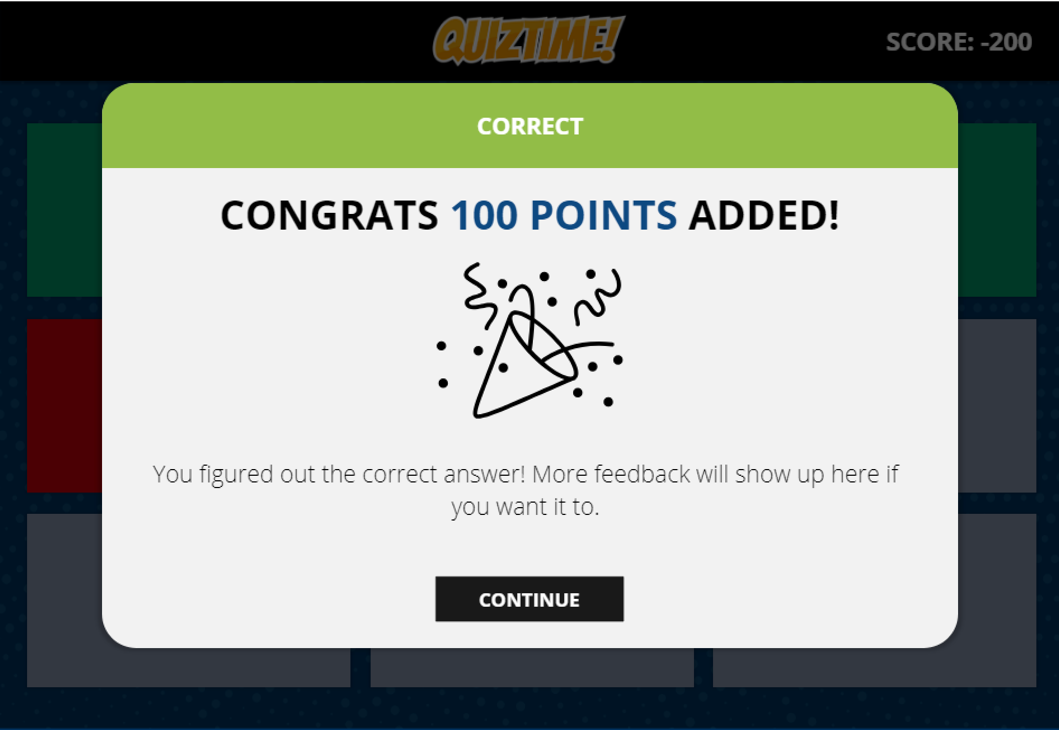 QUIZTIME!
SCORE: -200
CORRECT
CONGRATS 100 POINTS ADDED!
You figured out the correct answer! More feedback will show up here if
you want it to.
CONTINUE